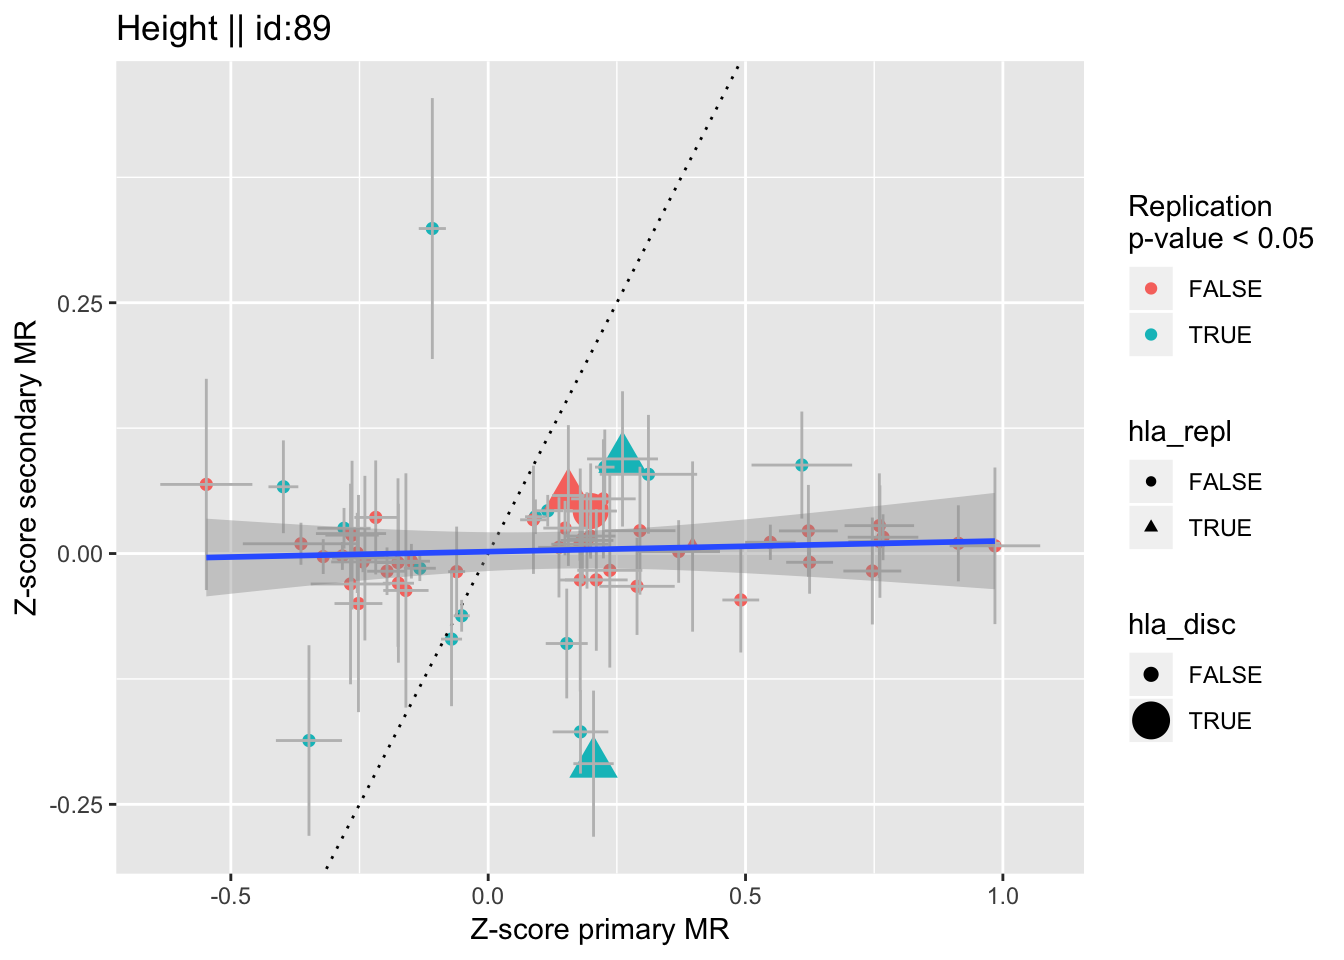 Height || id:89
Z-score secondary MR
0.25
0.00
-0.25
-0.5
0.0
0.5
1.0
Z-score primary MR
Replication
p-value < 0.05
FALSE
TRUE
hla_repl
FALSE
TRUE
hla_disc
FALSE
TRUE